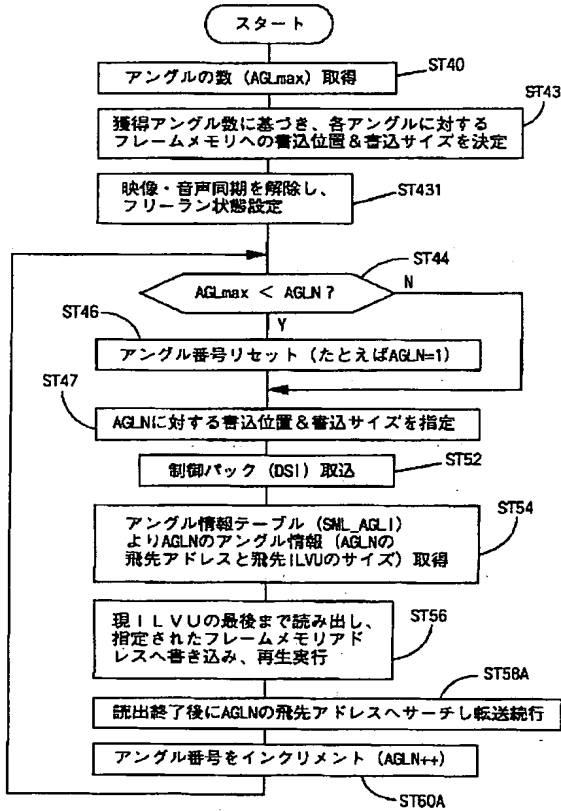 スタート
アングルの数（AGLmax）取得
ST40
獲得アングル数に基づき、各アングルに対する
フレームメモリへの書込位置＆書込サイズを決定
ST43
映像・音声同期を解除し、
フリーラン状態設定
ST431
AGLmax ＜ AGLN？
ST44
N
Y
ST46
アングル番号リセット（たとえばAGLN=1）
ST47
AGLNに対する書込位置＆書込サイズを指定
制御パック（DSI）取込
ST52
アングル情報テーブル（SML_AGLI）
よりAGLNのアングル情報（AGLNの
飛先アドレスと飛先ILVUのサイズ）取得
ST54
現ＩＬＶＵの最後まで読み出し、
指定されたフレームメモリアド
レスへ書き込み、再生実行
ST56
ST58A
読出終了後にAGLNの飛先アドレスへサーチし転送続行
アングル番号をインクリメント（AGLN++）
ST60A